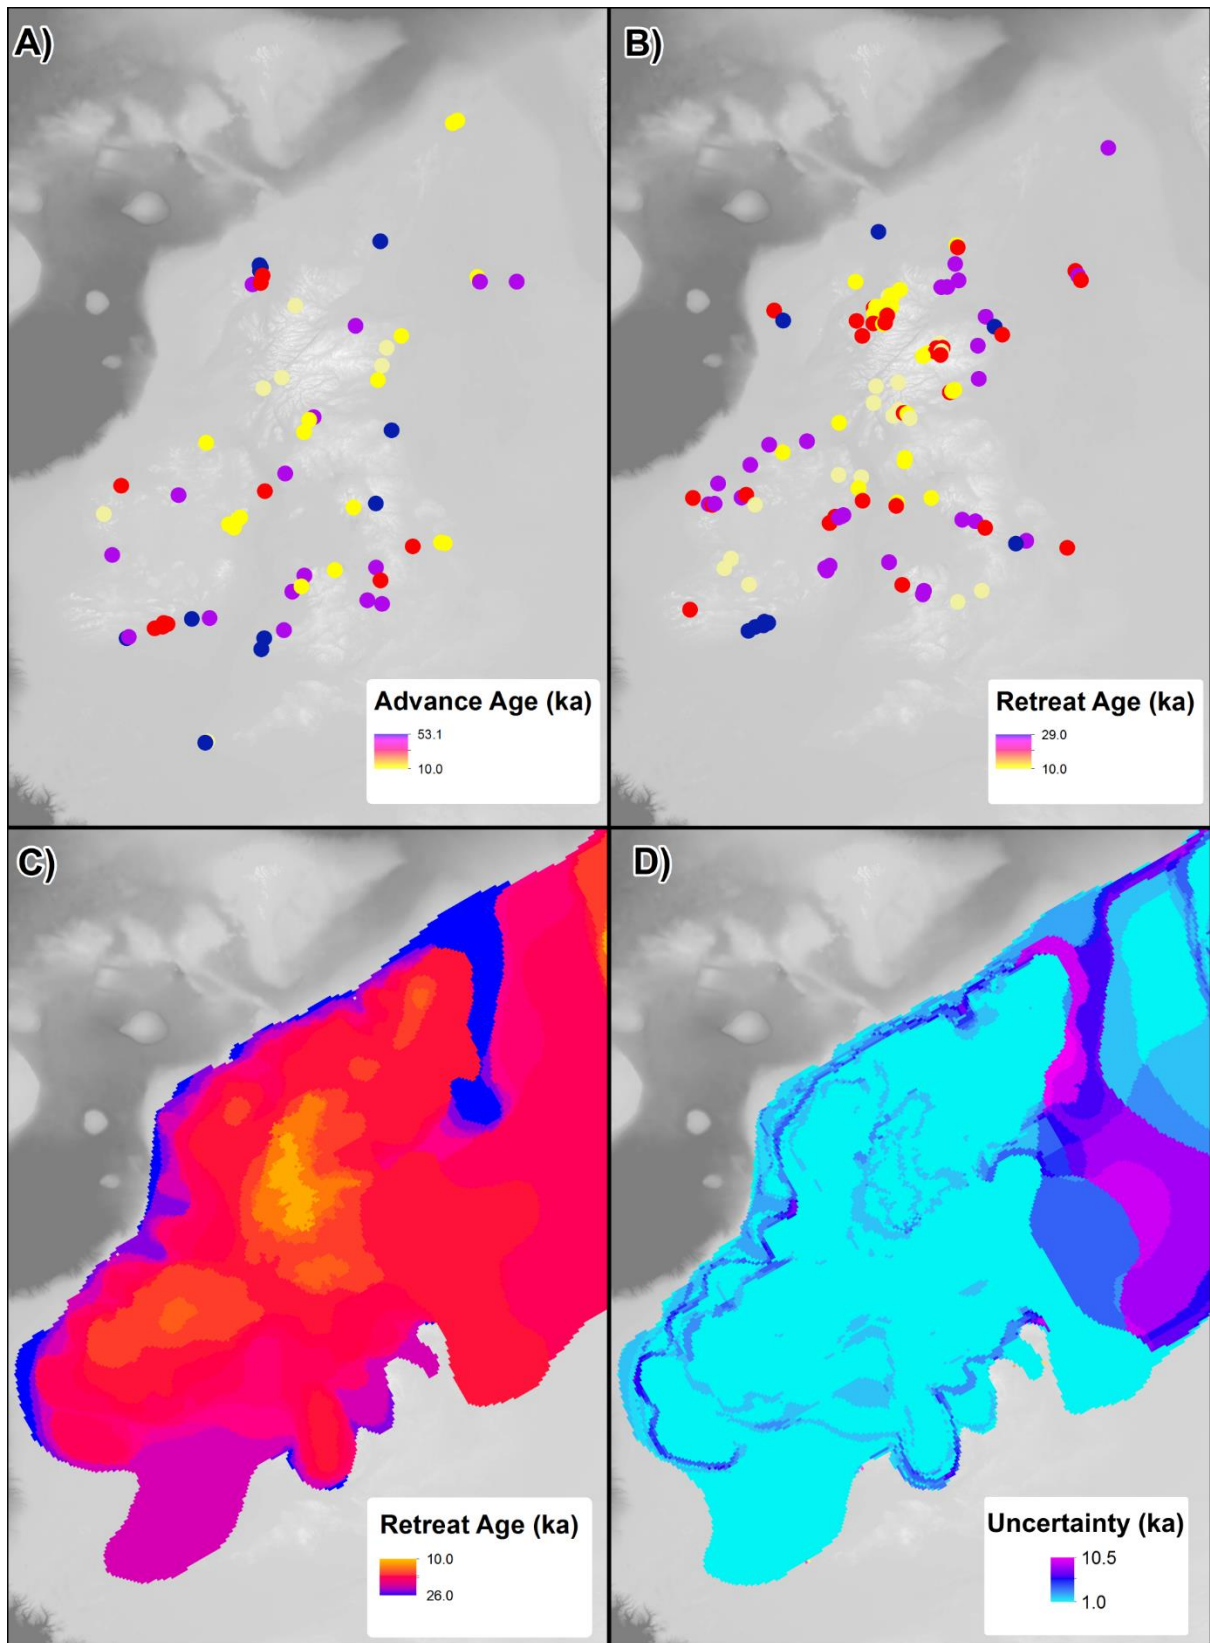 A)
B)
Advance Age (ka)
53.1
10.0
Retreat Age (ka)
29.0
10.0
C)
D)
Retreat Age (ka)
10.0
26.0
Uncertainty (ka)
10.5
1.0